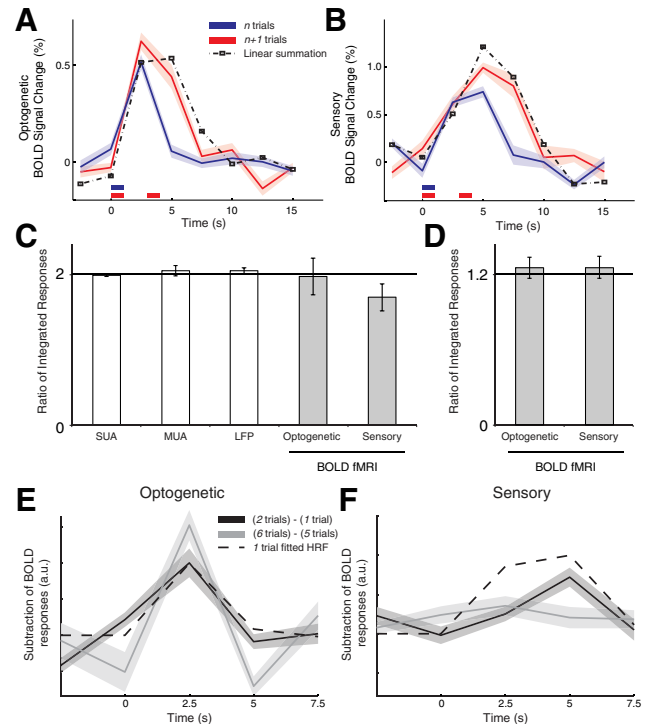 A
n trials
n+1 trials
Linear summation
Optogenetic
BOLD Signal Change (%)
0.5
0
0
5
10
15
Time (s)
B
Sensory
BOLD Signal Change (%)
1.0
0.5
0
0
5
10
15
Time (s)
C
Ratio of Integrated Responses
2
0
SUA
MUA
LFP
Optogenetic
Sensory
BOLD fMRI
D
Ratio of Integrated Responses
1.2
0
Optogenetic
Sensory
BOLD fMRI
E
Optogenetic
(2 trials) - (1 trial)
(6 trials) - (5 trials)
1 trial fitted HRF
Subtraction of BOLD
responses (a.u.)
0
2.5
5
7.5
Time (s)
F
Sensory
Subtraction of BOLD
responses (a.u.)
0
2.5
5
7.5
Time (s)